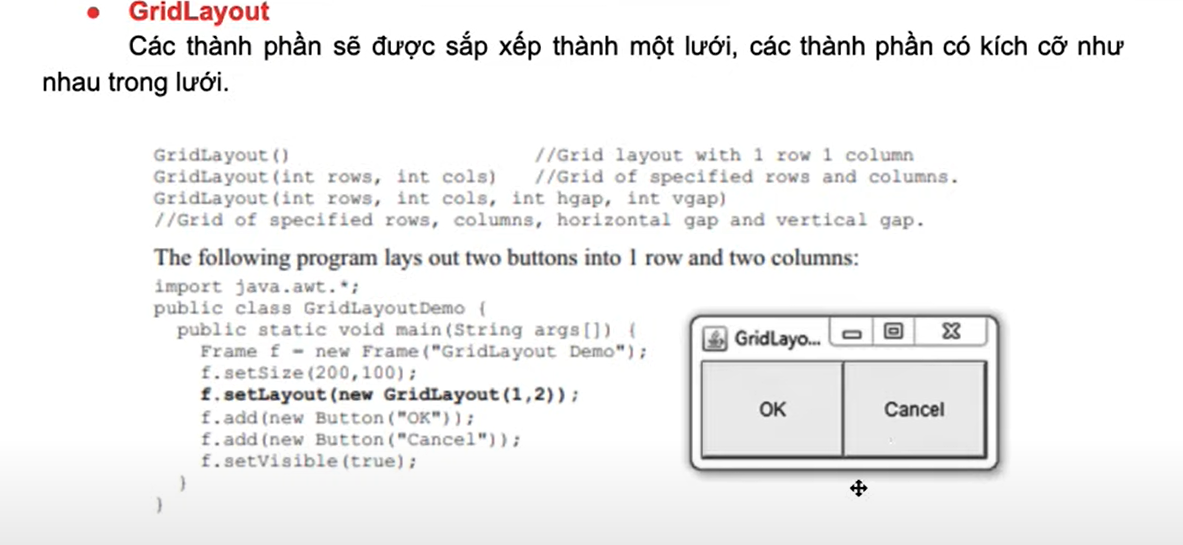 GridLayout
Các thành phần sẽ được sắp xếp thành một lưới, các thành phần có kích cỡ như
nhau trong lưới.
GridLayout() //Grid layout with 1 row 1 column
GridLayout(int rows, int cols) //Grid of specified rows and columns.
GridLayout(int rows, int cols, int hgap, int vgap)
//Grid of specified rows, columns, horizontal gap and vertical gap.
The following program lays out two buttons into 1 row and two columns:
import java.awt.*;
public class GridLayoutDemo {
public static void main(String args[]) {
Frame f = new Frame("GridLayout Demo");
f.setSize(200,100);
f.setLayout(new GridLayout(1,2));
f.add(new Button("OK"));
f.add(new Button("Cancel"));
f.setVisible(true);
}
}
GridLayo...
OK Cancel